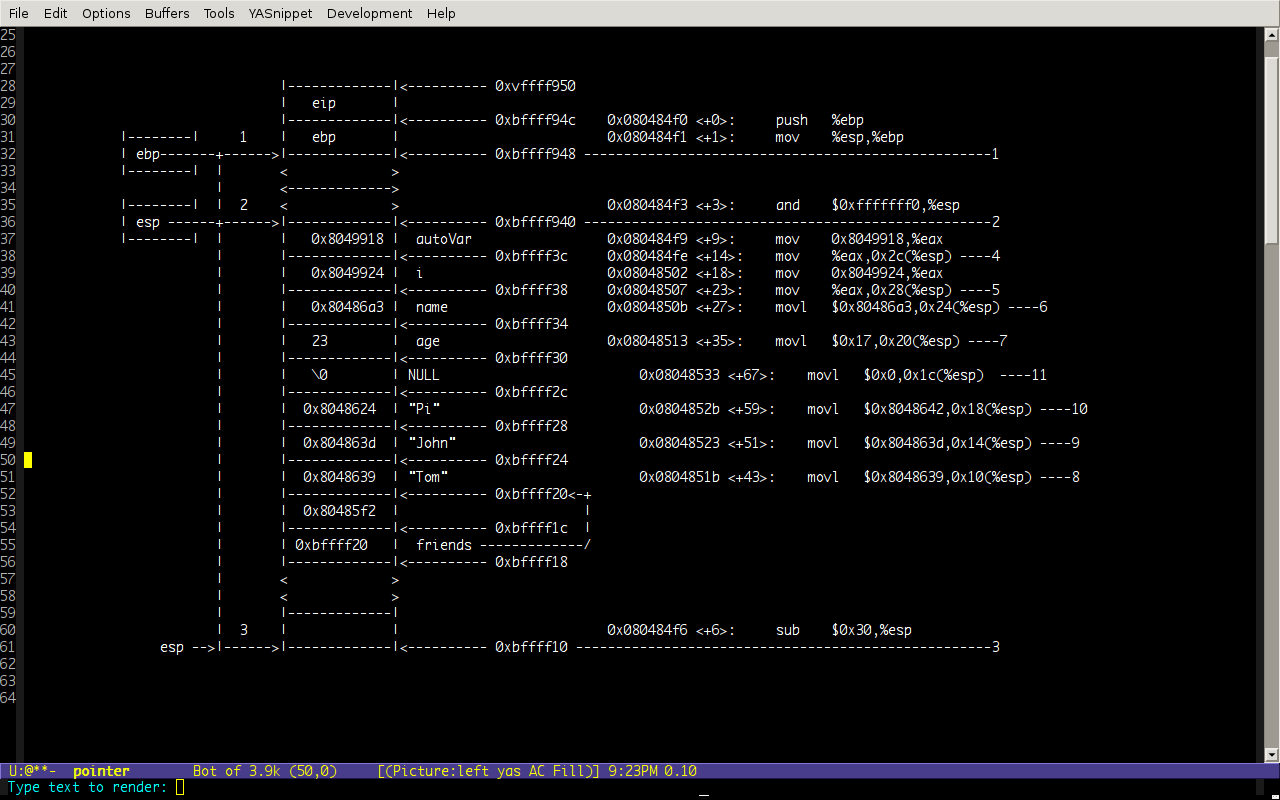 File Edit Options Buffers Tools YASnippet Development Help
25
26
27
28 |-------------|<---------- 0xvffff950
29 | eip |
30 |-------------|<---------- 0xbffff94c 0x080484f0 <+0>: push %ebp
31 |--------| 1 | ebp | 0x080484f1 <+1>: mov %esp,%ebp
32 | ebp-------+------>|-------------|<---------- 0xbffff948 ---------------------------------------------------1
33 |--------| | < >
34 | <------------->
35 |--------| | 2 < > 0x080484f3 <+3>: and $0xfffffff0,%esp
36 | esp ------+------>|-------------|<---------- 0xbffff940 ---------------------------------------------------2
37 |--------| | | 0x8049918 | autoVar 0x080484f9 <+9>: mov 0x8049918,%eax
38 | |-------------|<---------- 0xbffff3c 0x080484fe <+14>: mov %eax,0x2c(%esp) ----4
39 | | 0x8049924 | i 0x08048502 <+18>: mov 0x8049924,%eax
40 | |-------------|<---------- 0xbffff38 0x08048507 <+23>: mov %eax,0x28(%esp) ----5
41 | | 0x80486a3 | name 0x0804850b <+27>: movl $0x80486a3,0x24(%esp) ----6
42 | |-------------|<---------- 0xbffff34
43 | | 23 | age 0x08048513 <+35>: movl $0x17,0x20(%esp) ----7
44 | |-------------|<---------- 0xbffff30
45 | | \0 | NULL 0x08048533 <+67>: movl $0x0,0x1c(%esp) ----11
46 | |-------------|<---------- 0xbffff2c
47 | | 0x8048624 | "Pi" 0x0804852b <+59>: movl $0x8048642,0x18(%esp) ----10
48 | |-------------|<---------- 0xbffff28
49 | | 0x804863d | "John" 0x08048523 <+51>: movl $0x804863d,0x14(%esp) ----9
50 | |-------------|<---------- 0xbffff24
51 | | 0x8048639 | "Tom" 0x0804851b <+43>: movl $0x8048639,0x10(%esp) ----8
52 | |-------------|<---------- 0xbffff20<-+
53 | | 0x80485f2 | |
54 | |-------------|<---------- 0xbffff1c |
55 | | 0xbffff20 | friends -------------/
56 | |-------------|<---------- 0xbffff18
57 | < >
58 | < >
59 | |-------------|
60 | 3 | | 0x080484f6 <+6>: sub $0x30,%esp
61 esp -->|------>|-------------|<---------- 0xbffff10 ----------------------------------------------------3
62
63
64
U:@**- pointer Bot of 3.9k (50,0) [(Picture:left yas AC Fill)] 9:23PM 0.10
Type text to render: